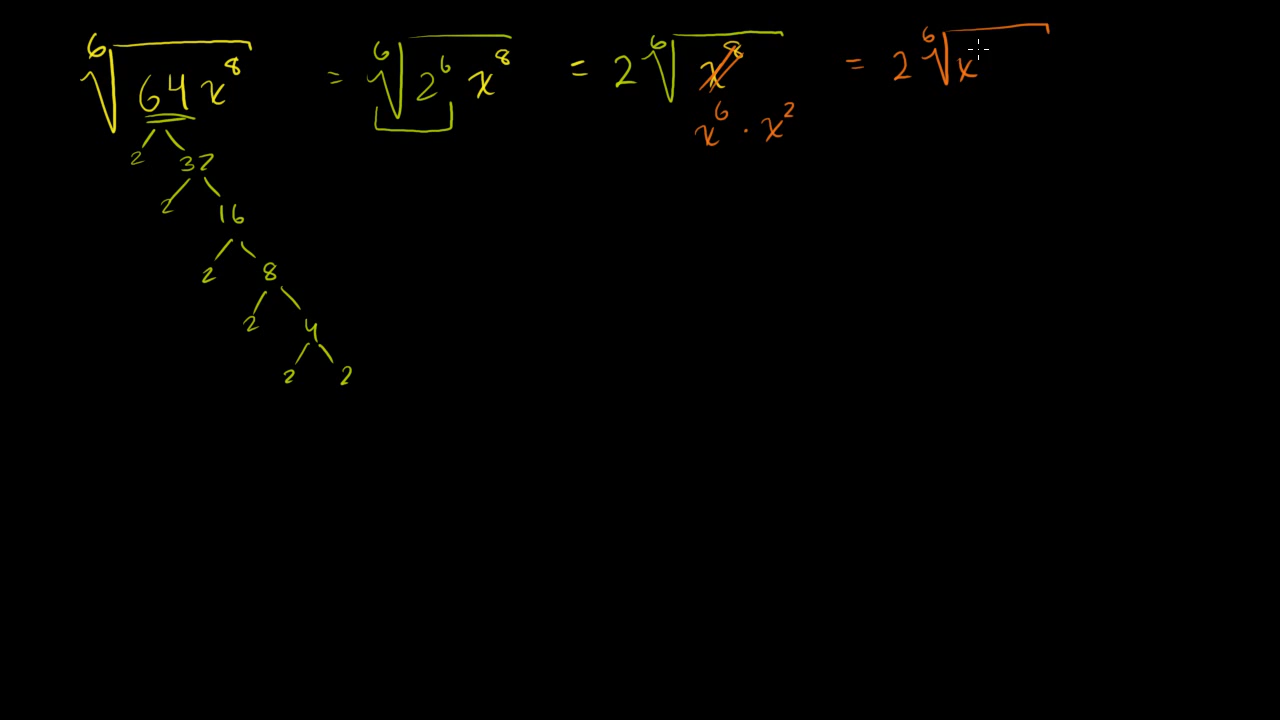 ⁶√(64x⁸) = ⁶√(2⁶ x⁸) = 2 ⁶√(x⁸) = 2 ⁶√(x
x⁶ · x²
2 32
2 16
2 8
2 4
2 2